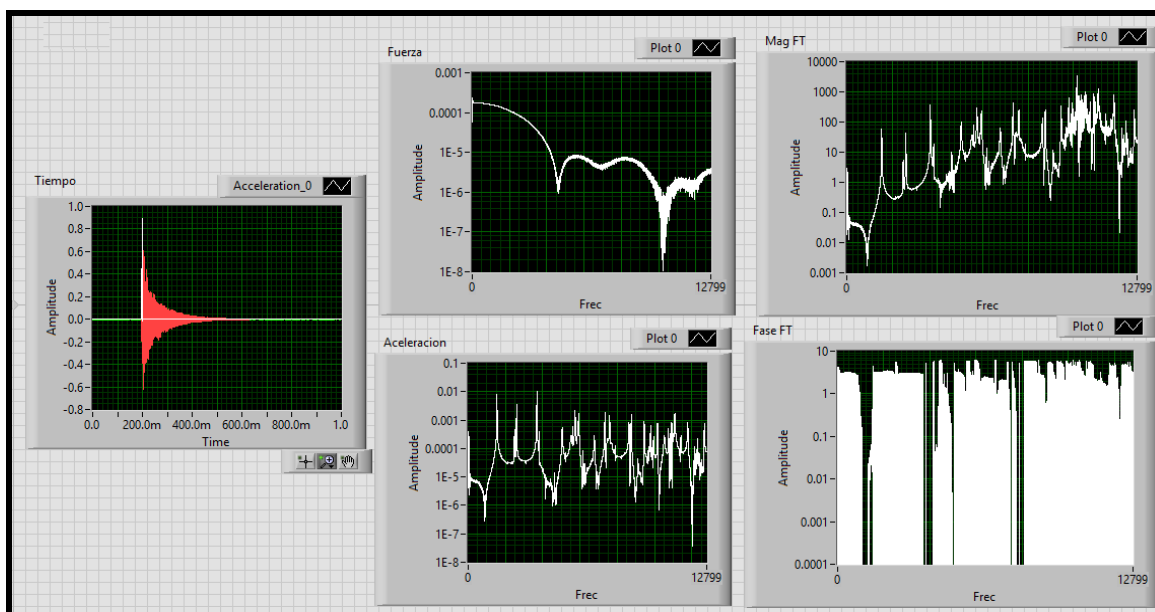 Tiempo
Acceleration_0
Amplitude
1.0
0.8
0.6
0.4
0.2
0.0
-0.2
-0.4
-0.6
-0.8
0.0 200.0m 400.0m 600.0m 800.0m 1.0
Time
Fuerza
Plot 0
Amplitude
0.001
0.0001
1E-5
1E-6
1E-7
1E-8
0 12799
Frec
Aceleracion
Plot 0
Amplitude
0.1
0.01
0.001
0.0001
1E-5
1E-6
1E-7
1E-8
0 12799
Frec
Mag FT
Plot 0
Amplitude
10000
1000
100
10
1
0.1
0.01
0.001
0 12799
Frec
Fase FT
Plot 0
Amplitude
10
1
0.1
0.01
0.001
0.0001
0 12799
Frec